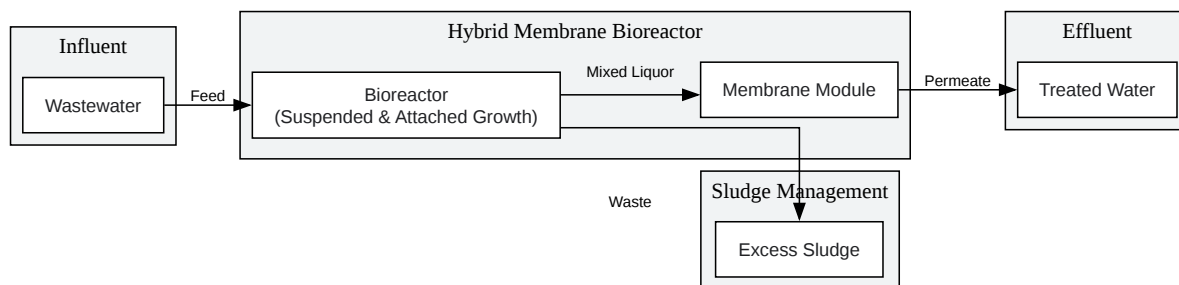 Influent
Wastewater
Feed
Hybrid Membrane Bioreactor
Bioreactor
(Suspended & Attached Growth)
Mixed Liquor
Membrane Module
Permeate
Effluent
Treated Water
Waste
Sludge Management
Excess Sludge